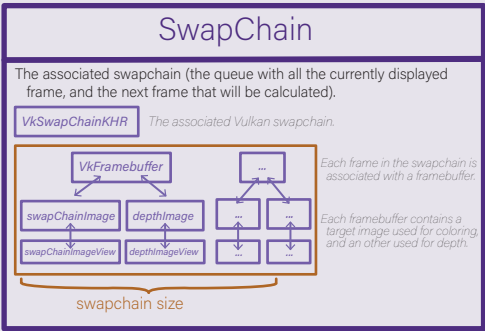 SwapChain
The associated swapchain (the queue with all the currently displayed
frame, and the next frame that will be calculated).
VkSwapChainKHR
The associated Vulkan swapchain.
VkFramebuffer
...
Each frame in the swapchain is
associated with a framebuffer.
swapChainImage
depthImage
...
...
Each framebuffer contains a
target image used for coloring,
and an other used for depth.
swapChainImageView
depthImageView
...
...
swapchain size